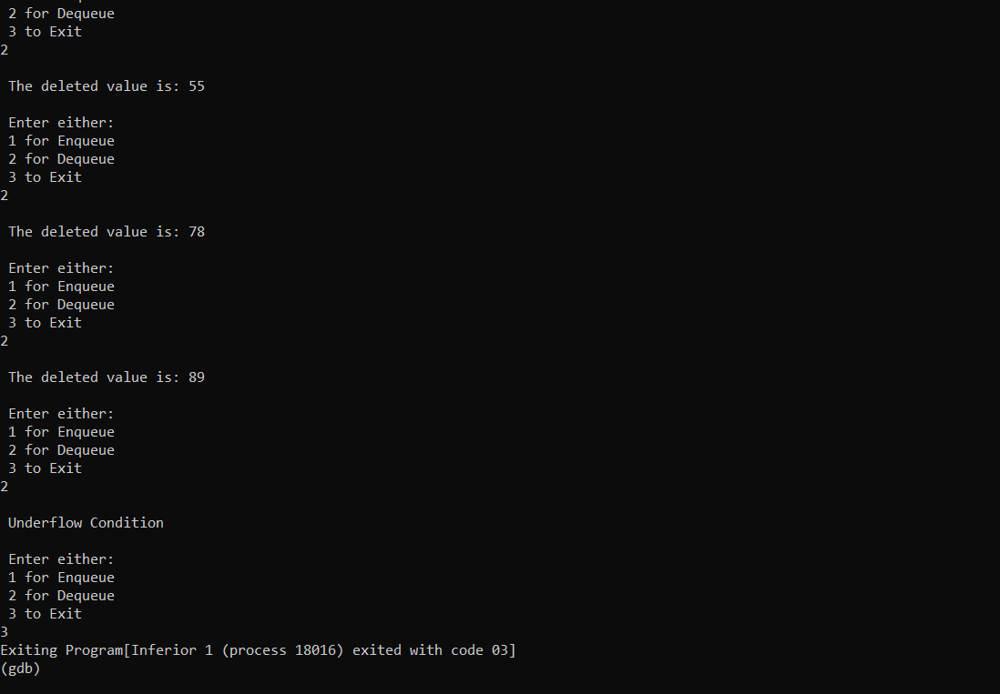 2 for Dequeue
3 to Exit
2
The deleted value is: 55
Enter either:
1 for Enqueue
2 for Dequeue
3 to Exit
2
The deleted value is: 78
Enter either:
1 for Enqueue
2 for Dequeue
3 to Exit
2
The deleted value is: 89
Enter either:
1 for Enqueue
2 for Dequeue
3 to Exit
2
Underflow Condition
Enter either:
1 for Enqueue
2 for Dequeue
3 to Exit
3
Exiting Program[Inferior 1 (process 18016) exited with code 03]
(gdb)